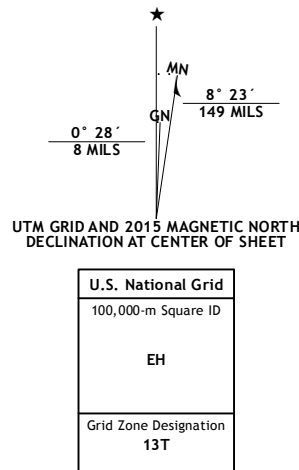 ★
MN
GN
8° 23´
149 MILS
0° 28´
8 MILS
UTM GRID AND 2015 MAGNETIC NORTH
DECLINATION AT CENTER OF SHEET
U.S. National Grid
100,000-m Square ID
EH
Grid Zone Designation
13T